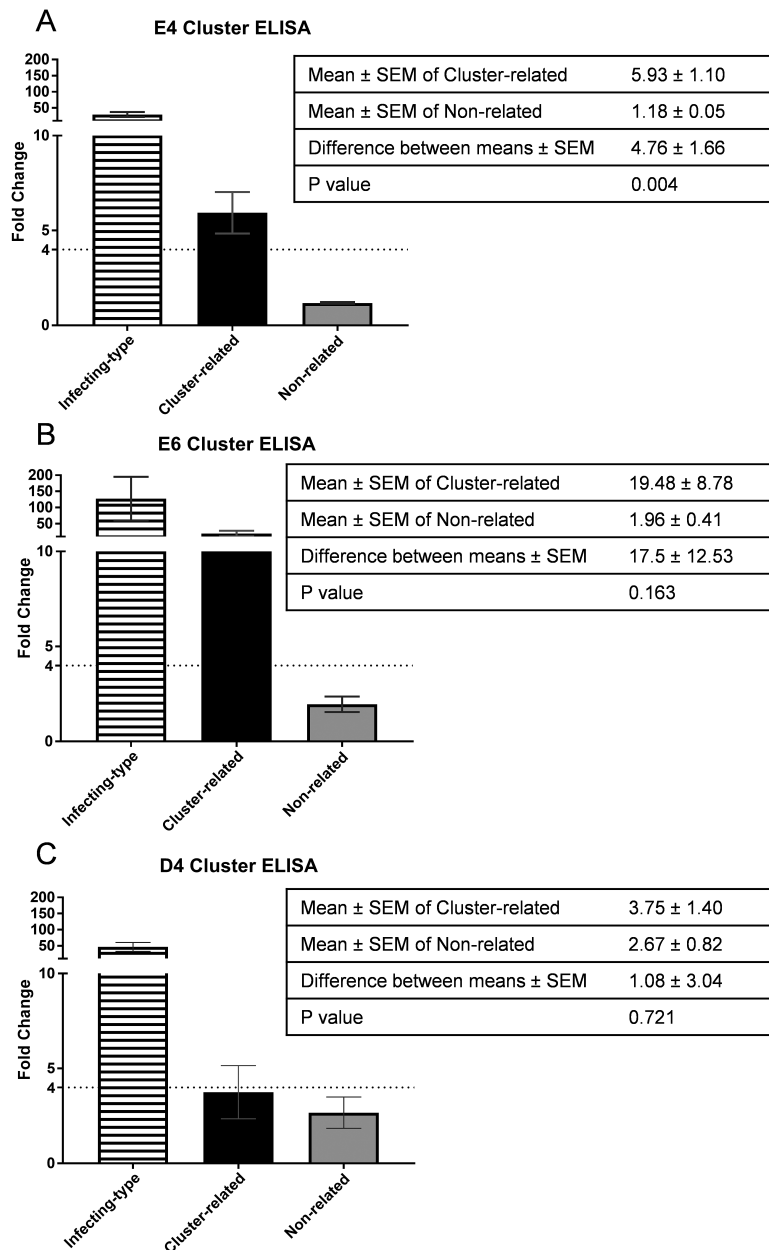 A
E4 Cluster ELISA
200
150
100
50
10
5
4
0
Fold Change
Infecting-type
Cluster-related
Non-related
Mean ± SEM of Cluster-related 5.93 ± 1.10
Mean ± SEM of Non-related 1.18 ± 0.05
Difference between means ± SEM 4.76 ± 1.66
P value 0.004
B
E6 Cluster ELISA
200
150
100
50
10
5
4
0
Fold Change
Infecting-type
Cluster-related
Non-related
Mean ± SEM of Cluster-related 19.48 ± 8.78
Mean ± SEM of Non-related 1.96 ± 0.41
Difference between means ± SEM 17.5 ± 12.53
P value 0.163
C
D4 Cluster ELISA
200
150
100
50
10
5
4
0
Fold Change
Infecting-type
Cluster-related
Non-related
Mean ± SEM of Cluster-related 3.75 ± 1.40
Mean ± SEM of Non-related 2.67 ± 0.82
Difference between means ± SEM 1.08 ± 3.04
P value 0.721